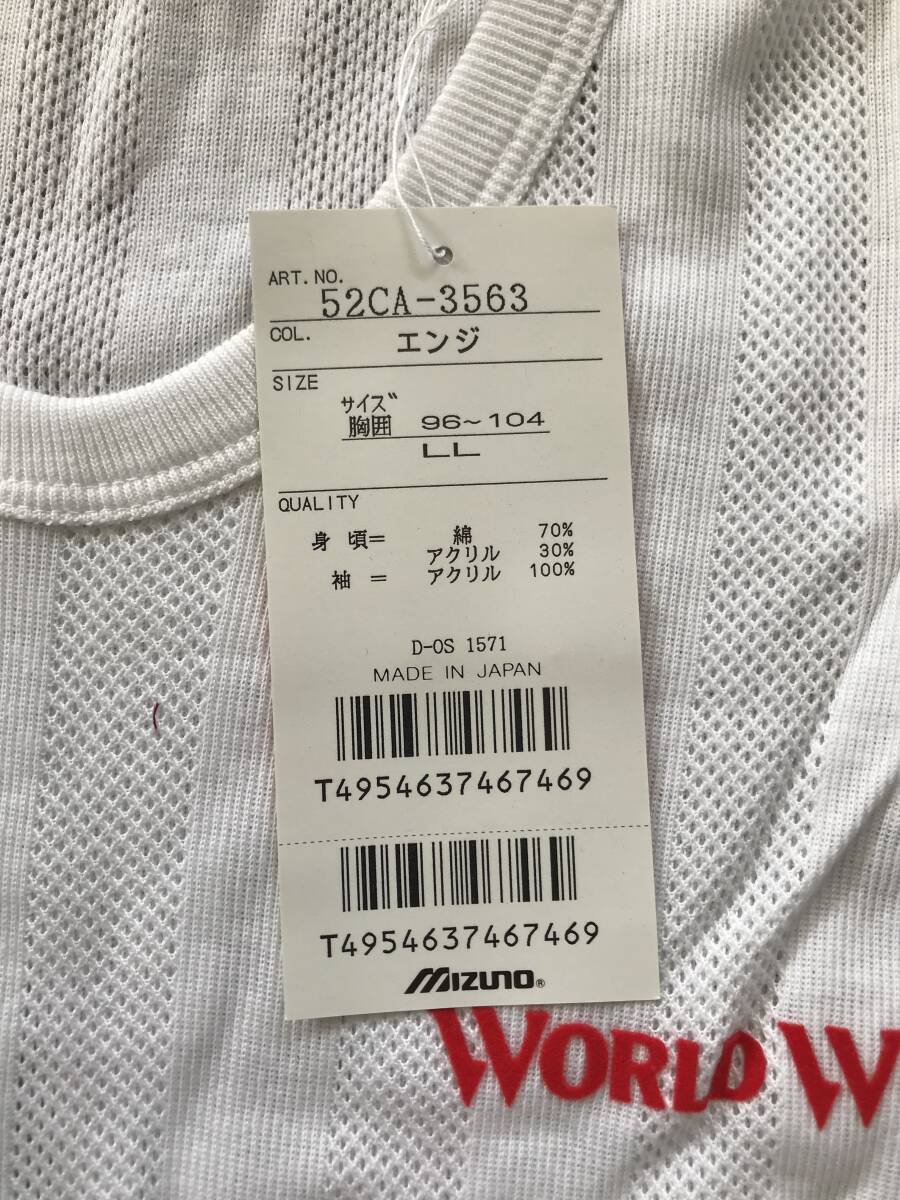 ART.NO.
52CA-3563
COL.
エンジ
SIZE
サイズ
胸囲 96~104
LL
QUALITY
身頃= 綿 70%
アクリル 30%
袖 = アクリル 100%
D-OS 1571
MADE IN JAPAN
T4954637467469
T4954637467469
MIZUNO®
WORLD W